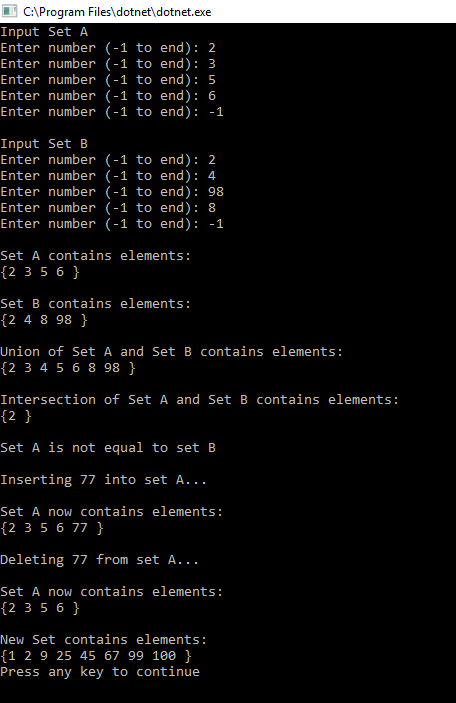 C:\Program Files\dotnet\dotnet.exe
Input Set A
Enter number (-1 to end): 2
Enter number (-1 to end): 3
Enter number (-1 to end): 5
Enter number (-1 to end): 6
Enter number (-1 to end): -1
Input Set B
Enter number (-1 to end): 2
Enter number (-1 to end): 4
Enter number (-1 to end): 98
Enter number (-1 to end): 8
Enter number (-1 to end): -1
Set A contains elements:
{2 3 5 6 }
Set B contains elements:
{2 4 8 98 }
Union of Set A and Set B contains elements:
{2 3 4 5 6 8 98 }
Intersection of Set A and Set B contains elements:
{2 }
Set A is not equal to set B
Inserting 77 into set A...
Set A now contains elements:
{2 3 5 6 77 }
Deleting 77 from set A...
Set A now contains elements:
{2 3 5 6 }
New Set contains elements:
{1 2 9 25 45 67 99 100 }
Press any key to continue